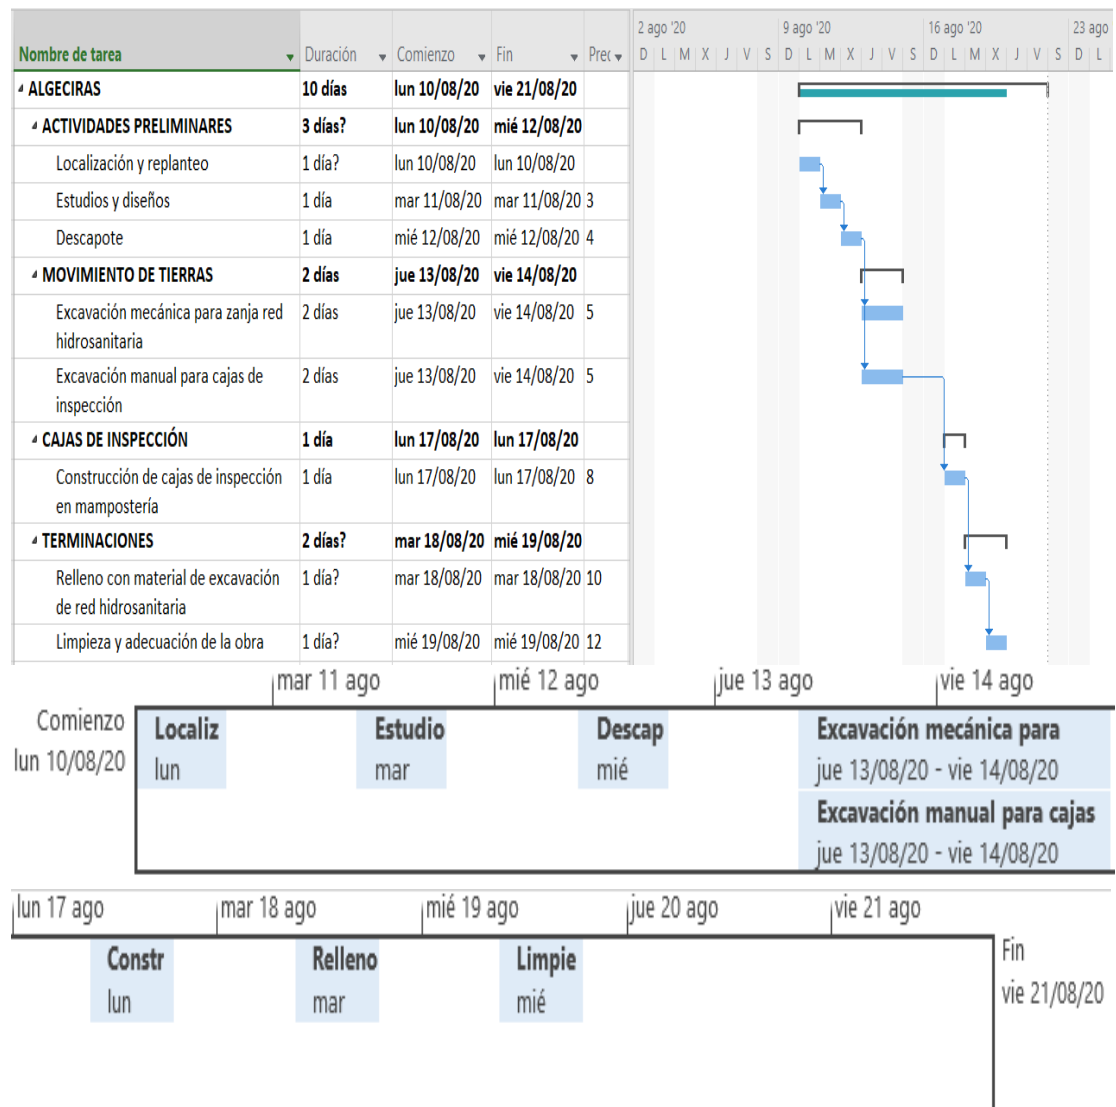 2 ago '20 9 ago '20 16 ago '20 23 ago
Nombre de tarea Duración Comienzo Fin Prec D L M X J V S D L M X J V S D L M X J V S D L
ALGECIRAS 10 días lun 10/08/20 vie 21/08/20
ACTIVIDADES PRELIMINARES 3 días? lun 10/08/20 mié 12/08/20
Localización y replanteo 1 día? lun 10/08/20 lun 10/08/20
Estudios y diseños 1 día mar 11/08/20 mar 11/08/20 3
Descapote 1 día mié 12/08/20 mié 12/08/20 4
MOVIMIENTO DE TIERRAS 2 días jue 13/08/20 vie 14/08/20
Excavación mecánica para zanja red 2 días jue 13/08/20 vie 14/08/20 5
hidrosanitaria
Excavación manual para cajas de 2 días jue 13/08/20 vie 14/08/20 5
inspección
CAJAS DE INSPECCIÓN 1 día lun 17/08/20 lun 17/08/20
Construcción de cajas de inspección 1 día lun 17/08/20 lun 17/08/20 8
en mampostería
TERMINACIONES 2 días? mar 18/08/20 mié 19/08/20
Relleno con material de excavación 1 día? mar 18/08/20 mar 18/08/20 10
de red hidrosanitaria
Limpieza y adecuación de la obra 1 día? mié 19/08/20 mié 19/08/20 12
mar 11 ago mié 12 ago jue 13 ago vie 14 ago
Comienzo Localiz Estudio Descap Excavación mecánica para
lun 10/08/20 lun mar mié jue 13/08/20 - vie 14/08/20
Excavación manual para cajas
jue 13/08/20 - vie 14/08/20
lun 17 ago mar 18 ago mié 19 ago jue 20 ago vie 21 ago
Constr Relleno Limpie Fin
lun mar mié vie 21/08/20